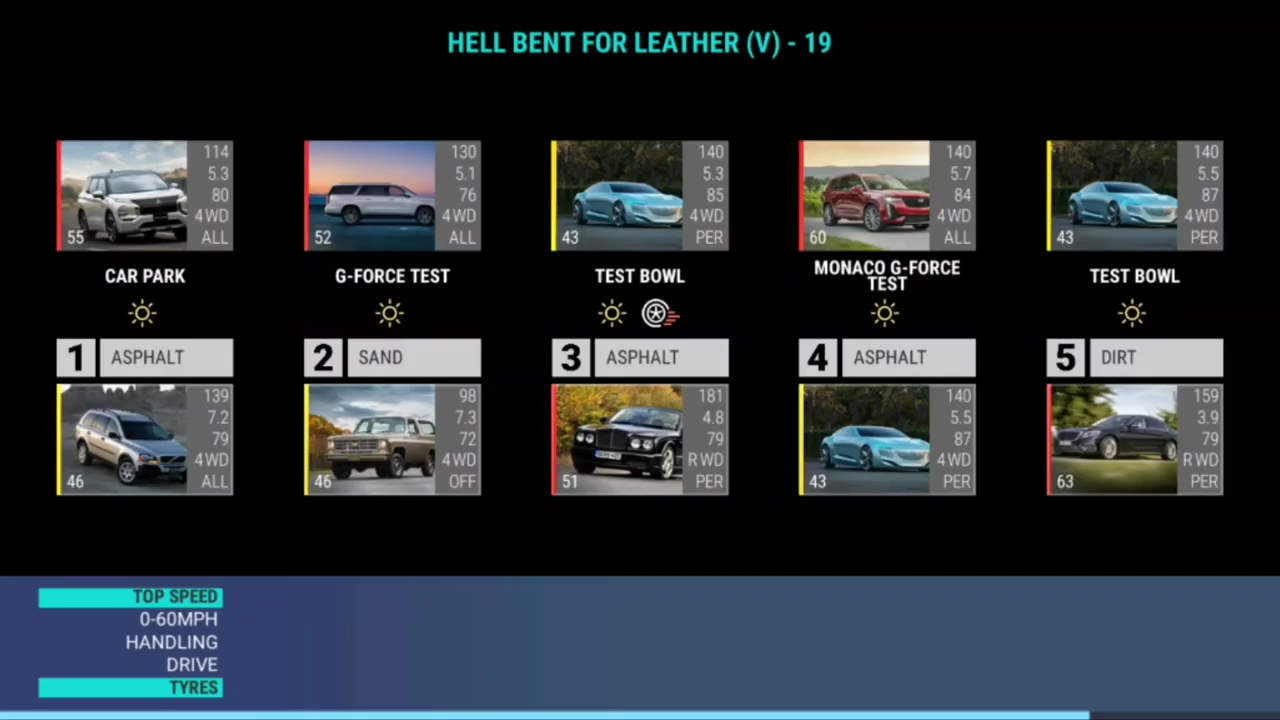 HELL BENT FOR LEATHER (V) - 19
114
5.3
80
4WD
ALL
55
130
5.1
76
4WD
ALL
52
140
5.3
85
4WD
PER
43
140
5.7
84
4WD
ALL
60
140
5.5
87
4WD
PER
43
CAR PARK
G-FORCE TEST
TEST BOWL
MONACO G-FORCE
TEST
TEST BOWL
1 ASPHALT
2 SAND
3 ASPHALT
4 ASPHALT
5 DIRT
139
7.2
79
4WD
ALL
46
98
7.3
72
4WD
OFF
46
181
4.8
79
RWD
PER
51
140
5.5
87
4WD
PER
43
159
3.9
79
RWD
PER
63
TOP SPEED
0-60MPH
HANDLING
DRIVE
TYRES